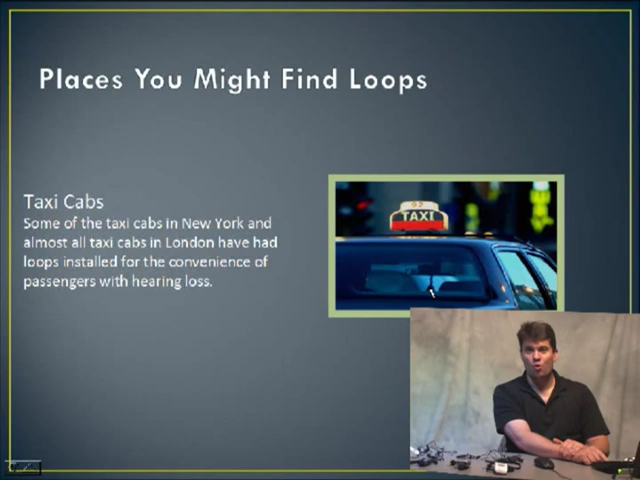 Places You Might Find Loops
Taxi Cabs
Some of the taxi cabs in New York and
almost all taxi cabs in London have had
loops installed for the convenience of
passengers with hearing loss.
TAXI